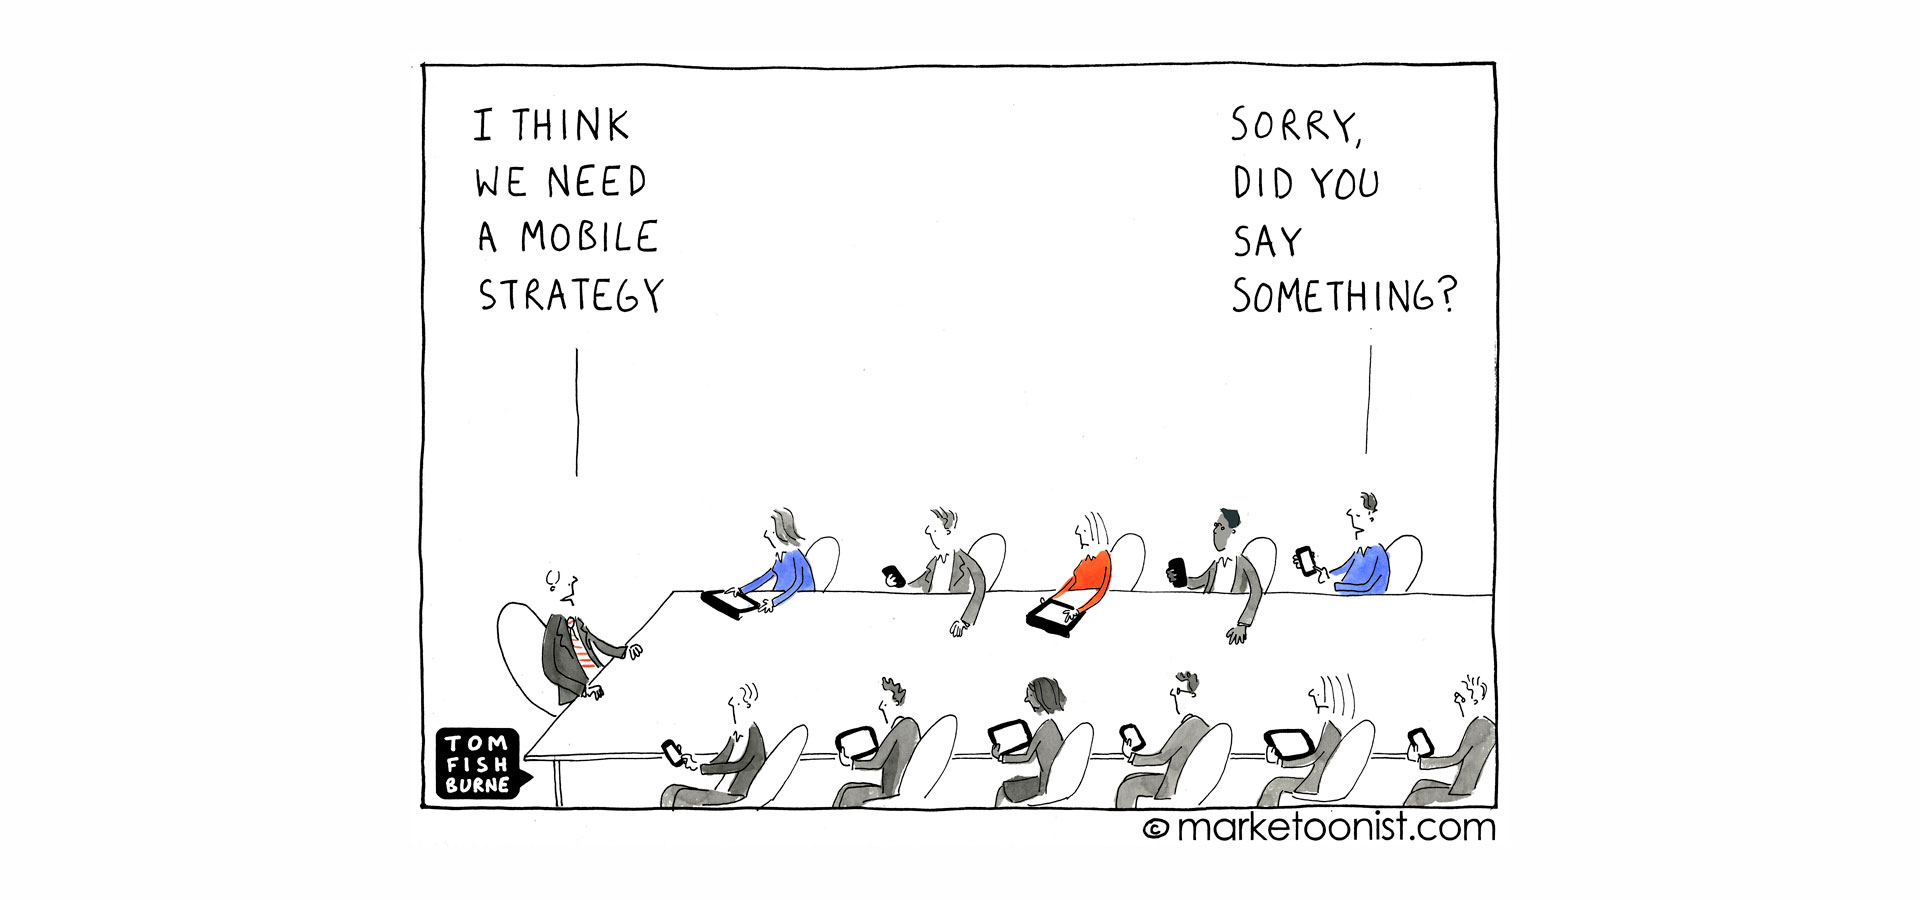 I THINK
WE NEED
A MOBILE
STRATEGY
SORRY,
DID YOU
SAY
SOMETHING?
TOM
FISH
BURNE
© marketoonist.com